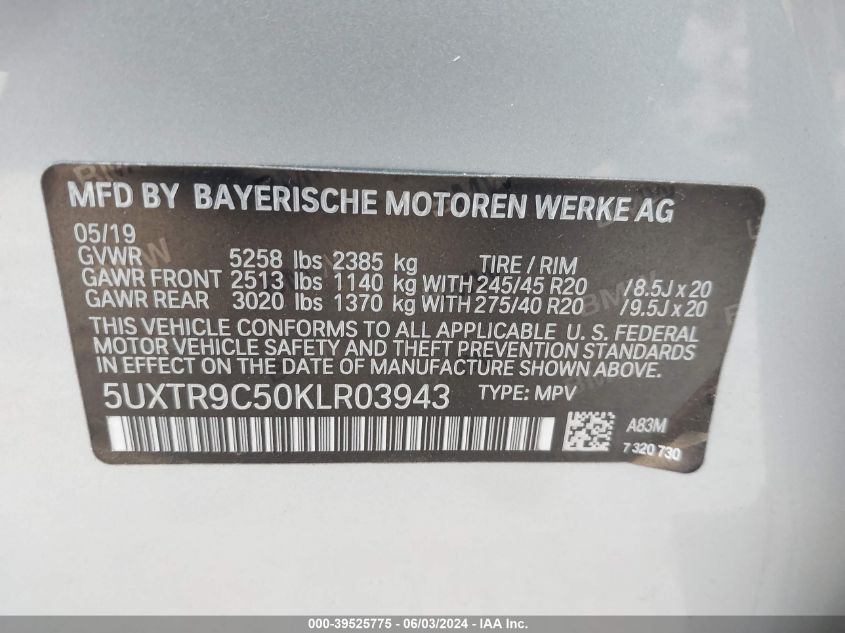 MFD BY BAYERISCHE MOTOREN WERKE AG
05/19
GVWR 5258 lbs 2385 kg TIRE / RIM
GAWR FRONT 2513 lbs 1140 kg WITH 245/45 R20 /8.5J x 20
GAWR REAR 3020 lbs 1370 kg WITH 275/40 R20 /9.5J x 20
THIS VEHICLE CONFORMS TO ALL APPLICABLE U. S. FEDERAL
MOTOR VEHICLE SAFETY AND THEFT PREVENTION STANDARDS
IN EFFECT ON THE DATE OF MANUFACTURE SHOWN ABOVE.
5UXTR9C50KLR03943 TYPE: MPV
A83M
7 320 730
000-39525775 - 06/03/2024 - IAA Inc.